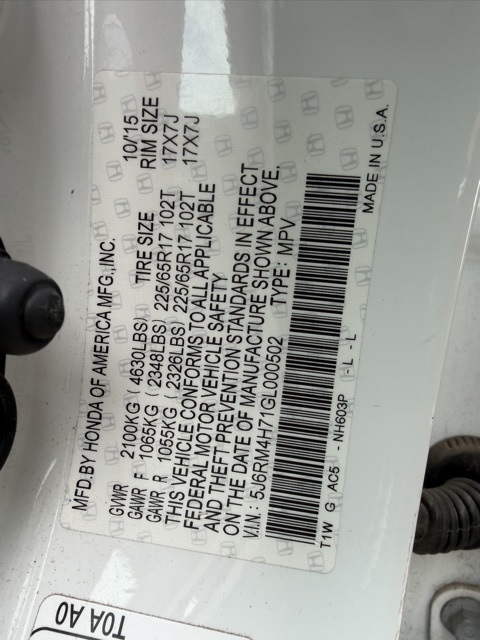 MFD.BY HONDA OF AMERICA MFG.,INC. 10/15
GVWR 2100KG ( 4630LBS) TIRE SIZE RIM SIZE
GAWR F 1065KG ( 2348LBS) 225/65R17 102T 17X7J
GAWR R 1055KG ( 2326LBS) 225/65R17 102T 17X7J
THIS VEHICLE CONFORMS TO ALL APPLICABLE
FEDERAL MOTOR VEHICLE SAFETY
AND THEFT PREVENTION STANDARDS IN EFFECT
ON THE DATE OF MANUFACTURE SHOWN ABOVE.
V.I.N.: 5J6RM4H71GL000502 TYPE: MPV
T1W G AC5 - NH603P - L - L MADE IN U.S.A.
T0A A0